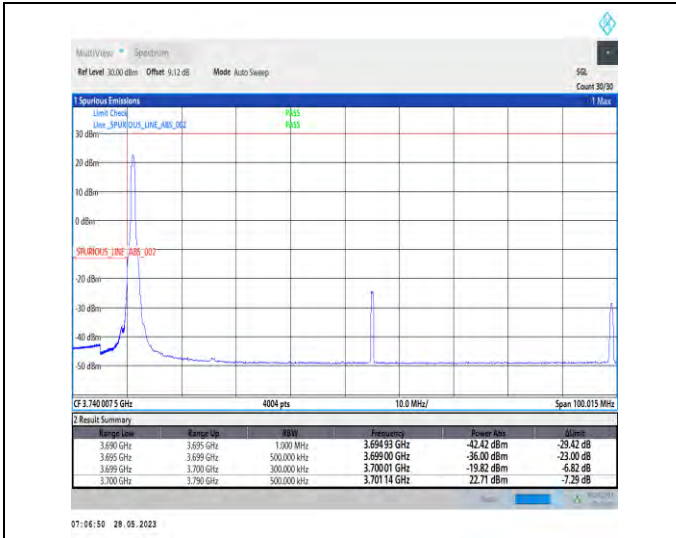 MultiView Spectrum
Ref Level 30.00 dBm Offset 9.12 dB Mode Auto Sweep SGL
Count 30/30
1 Spurious Emissions 1 Max
Limit Check PASS
Line _SPURIOUS_LINE_ABS_002 PASS
30 dBm
20 dBm
10 dBm
0 dBm
_SPURIOUS_LINE_ABS_002
-20 dBm
-30 dBm
-40 dBm
-50 dBm
CF 3.740 007 5 GHz 4004 pts 10.0 MHz/ Span 100.015 MHz
2 Result Summary
Range Low Range Up RBW Frequency Power Abs ΔLimit
3.690 GHz 3.695 GHz 1.000 MHz 3.694 93 GHz -42.42 dBm -29.42 dB
3.695 GHz 3.699 GHz 500.000 kHz 3.699 00 GHz -36.00 dBm -23.00 dB
3.699 GHz 3.700 GHz 300.000 kHz 3.700 01 GHz -19.82 dBm -6.82 dB
3.700 GHz 3.790 GHz 500.000 kHz 3.701 14 GHz 22.71 dBm -7.29 dB
07:06:50 28.05.2023